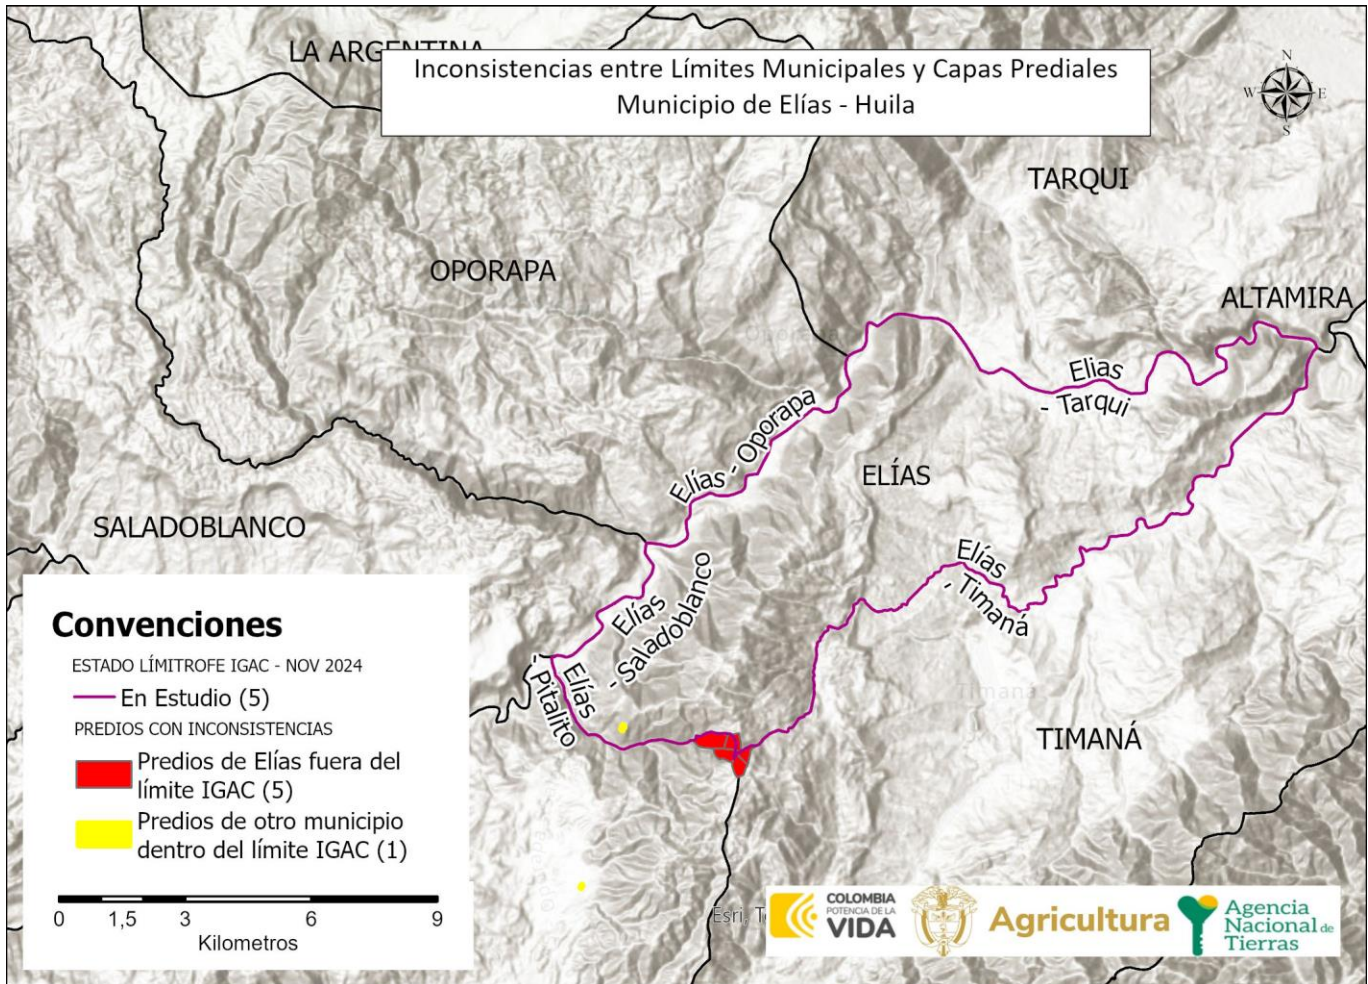 LA ARGENTINA
Inconsistencias entre Límites Municipales y Capas Prediales
Municipio de Elías - Huila
N
W
E
S
TARQUI
OPORAPA
ALTAMIRA
Elias
- Tarqui
Elías - Oporapa
ELÍAS
SALADOBLANCO
Elías
- Timaná
Elías
- Saladoblanco
Elías
- Pitalito
Timaná
TIMANÁ
Convenciones
ESTADO LÍMITROFE IGAC - NOV 2024
En Estudio (5)
PREDIOS CON INCONSISTENCIAS
Predios de Elías fuera del
límite IGAC (5)
Predios de otro municipio
dentro del límite IGAC (1)
0 1,5 3 6 9
Kilometros
Esri, T
COLOMBIA
POTENCIA DE LA
VIDA
Agricultura
Agencia
Nacional de
Tierras